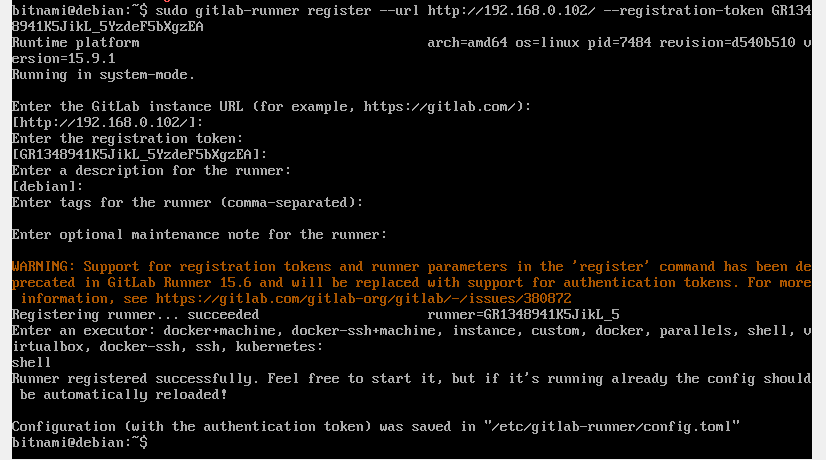 bitnami@debian:~$ sudo gitlab-runner register --url http://192.168.0.102/ --registration-token GR134
8941K5JikL_5YzdeF5bXgzEA
Runtime platform                                    arch=amd64 os=linux pid=7484 revision=d540b510 v
ersion=15.9.1
Running in system-mode.
Enter the GitLab instance URL (for example, https://gitlab.com/):
[http://192.168.0.102/]:
Enter the registration token:
[GR1348941K5JikL_5YzdeF5bXgzEA]:
Enter a description for the runner:
[debian]:
Enter tags for the runner (comma-separated):
Enter optional maintenance note for the runner:
WARNING: Support for registration tokens and runner parameters in the 'register' command has been de
precated in GitLab Runner 15.6 and will be replaced with support for authentication tokens. For more
 information, see https://gitlab.com/gitlab-org/gitlab/-/issues/380872
Registering runner... succeeded                     runner=GR1348941K5JikL_5
Enter an executor: docker+machine, docker-ssh+machine, instance, custom, docker, parallels, shell, v
irtualbox, docker-ssh, ssh, kubernetes:
shell
Runner registered successfully. Feel free to start it, but if it's running already the config should
 be automatically reloaded!
Configuration (with the authentication token) was saved in "/etc/gitlab-runner/config.toml"
bitnami@debian:~$